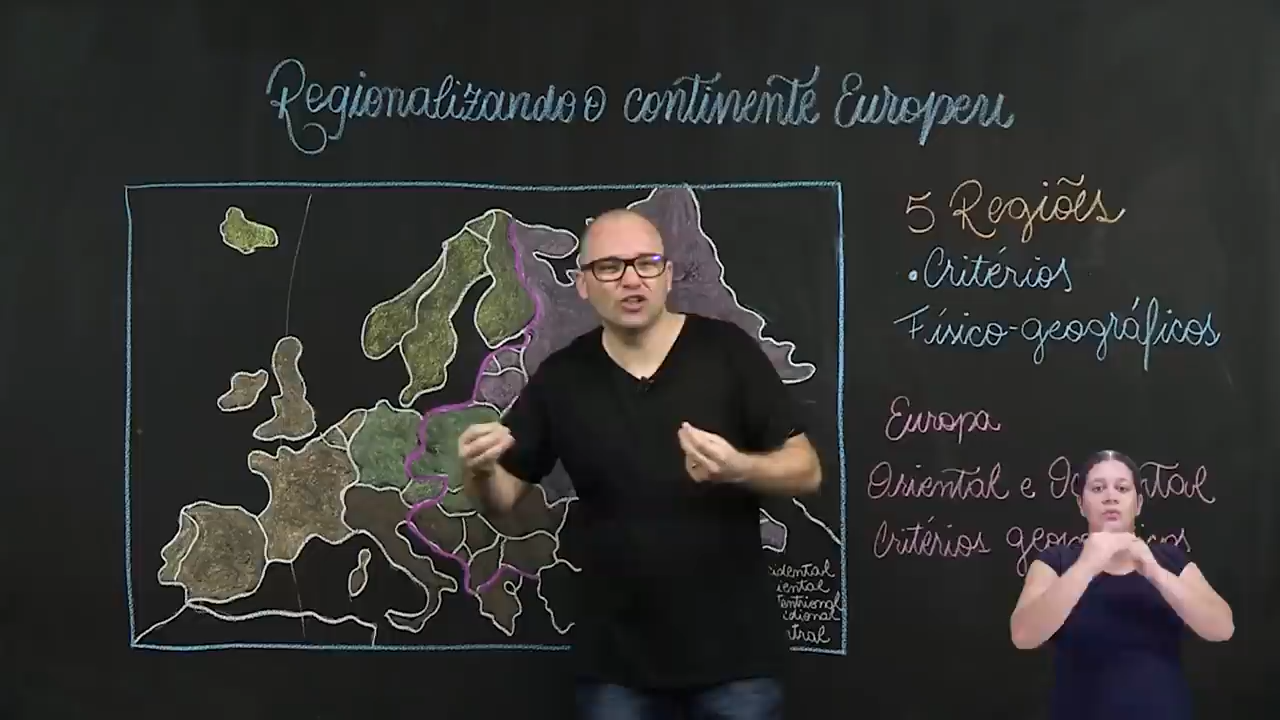 Regionalizando o continente Europeu
5 Regiões
• Critérios
Físico-geográficos
Europa
Oriental e
Critérios